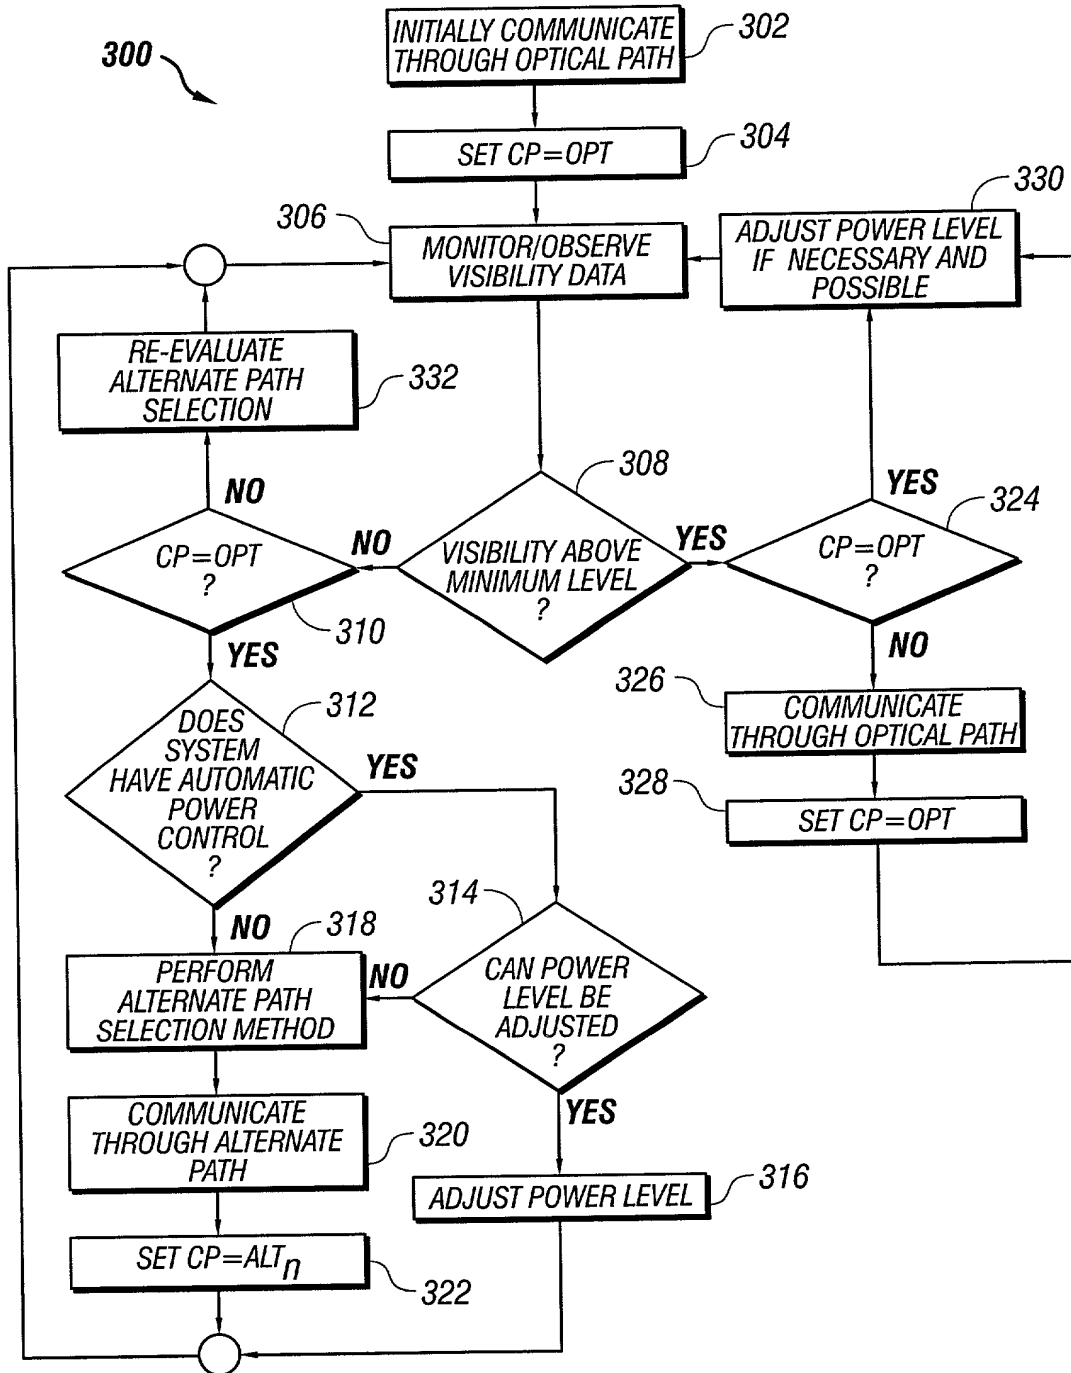 300
INITIALLY COMMUNICATE
THROUGH OPTICAL PATH
302
SET CP=OPT
304
306
MONITOR/OBSERVE
VISIBILITY DATA
330
ADJUST POWER LEVEL
IF NECESSARY AND
POSSIBLE
RE-EVALUATE
ALTERNATE PATH
SELECTION
332
308
VISIBILITY ABOVE
MINIMUM LEVEL
?
NO
YES
NO
CP=OPT
?
310
YES
YES
324
CP=OPT
?
NO
326
COMMUNICATE
THROUGH OPTICAL PATH
328
SET CP=OPT
312
DOES
SYSTEM
HAVE AUTOMATIC
POWER
CONTROL
?
YES
NO
314
CAN POWER
LEVEL BE
ADJUSTED
?
NO
YES
318
PERFORM
ALTERNATE PATH
SELECTION METHOD
COMMUNICATE
THROUGH ALTERNATE
PATH
320
ADJUST POWER LEVEL
316
SET CP=ALTn
322